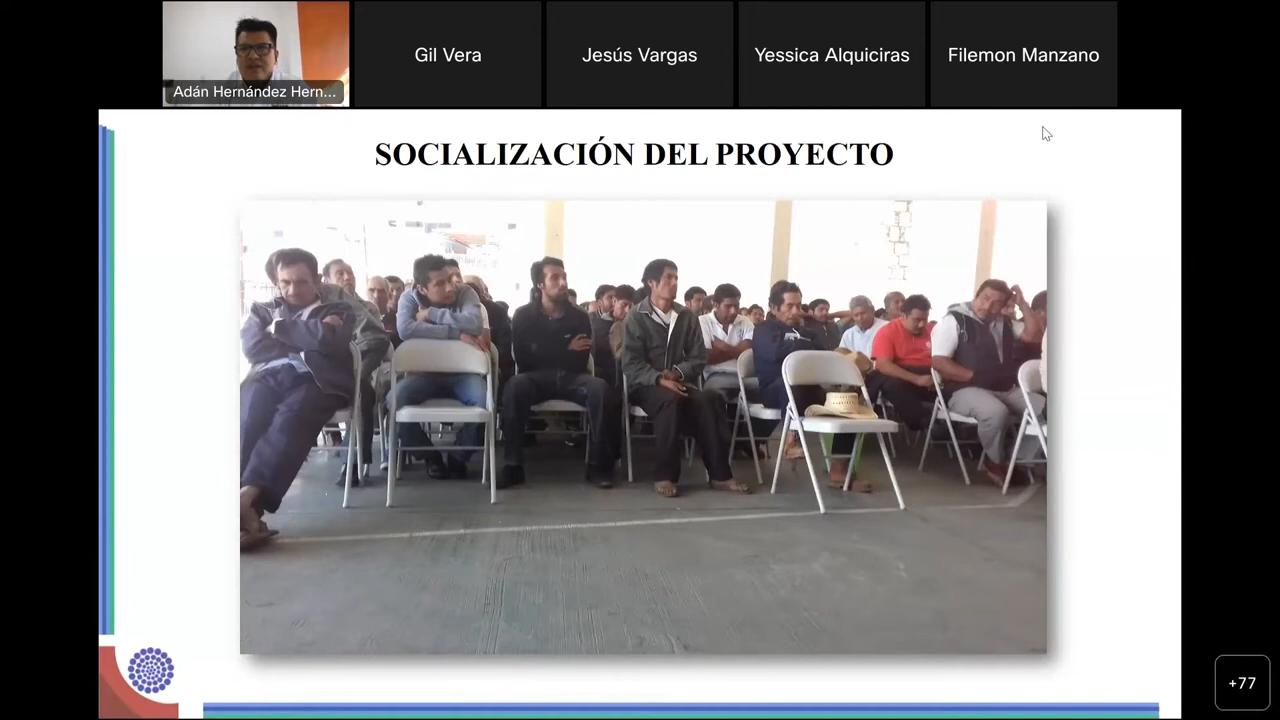 Adán Hernández Hern...
Gil Vera
Jesús Vargas
Yessica Alquiciras
Filemon Manzano
SOCIALIZACIÓN DEL PROYECTO
+77